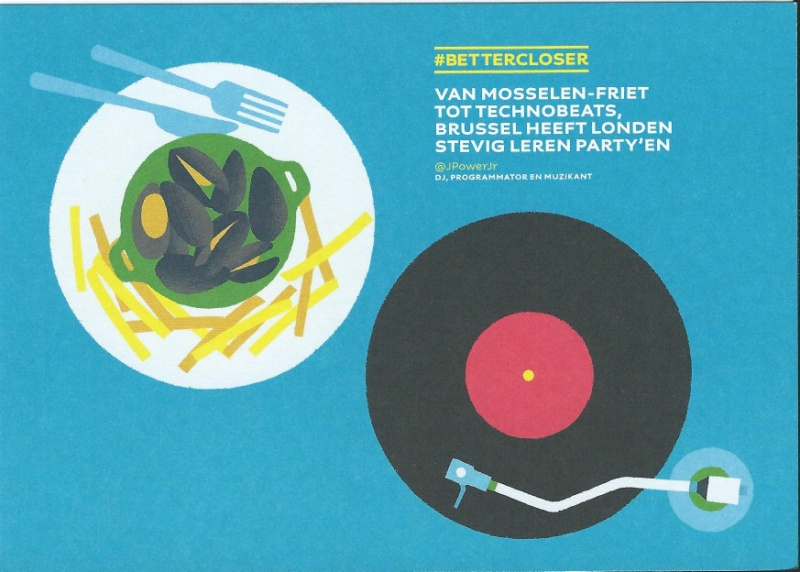 #BETTERCLOSER
VAN MOSSELEN-FRIET
TOT TECHNOBEATS,
BRUSSEL HEEFT LONDEN
STEVIG LEREN PARTY'EN
@JPowerJr
DJ, PROGRAMMATOR EN MUZIKANT